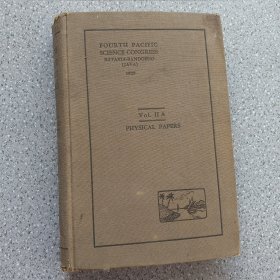 FOURTH PACIFIC
SCIENCE CONGRESS
BATAVIA-BANDOENG
(JAVA)
1929
Vol. II A
PHYSICAL PAPERS